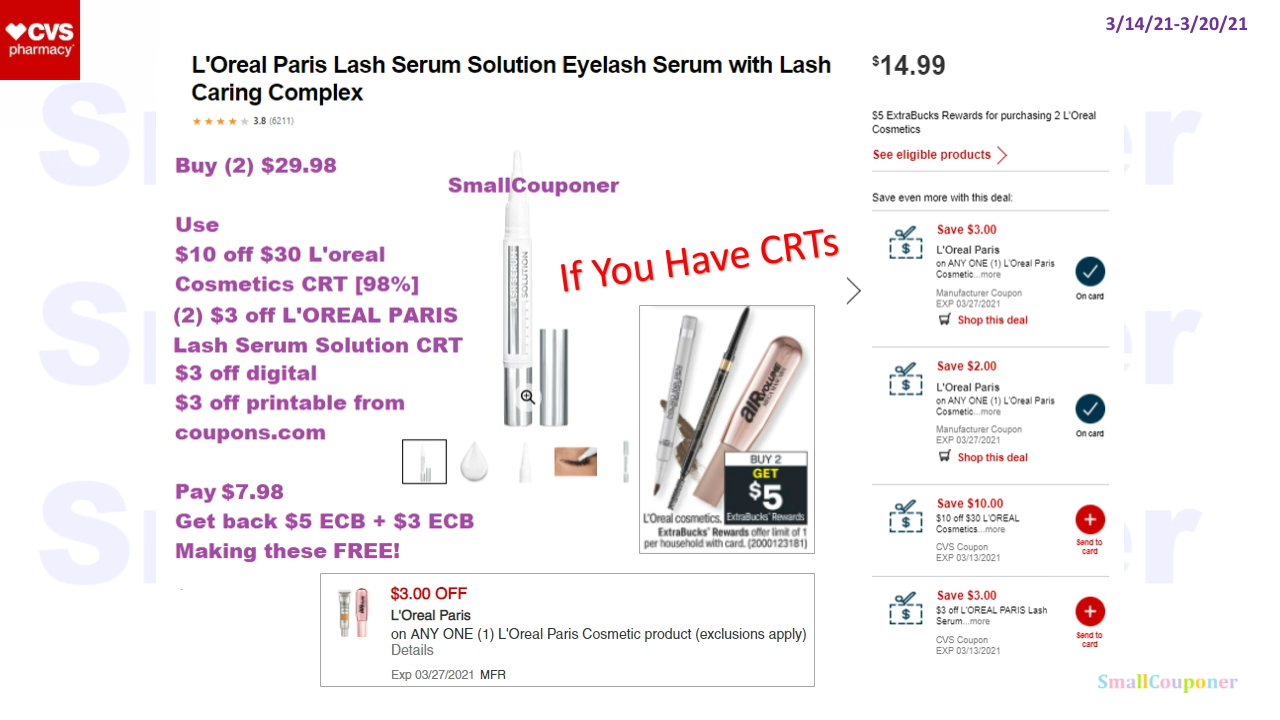 CVS
pharmacy
3/14/21-3/20/21
L'Oreal Paris Lash Serum Solution Eyelash Serum with Lash
Caring Complex
3.8 (6211)
Buy (2) $29.98
SmallCouponer
Use
$10 off $30 L'oreal
Cosmetics CRT [98%]
(2) $3 off L'OREAL PARIS
Lash Serum Solution CRT
$3 off digital
$3 off printable from
coupons.com
Pay $7.98
Get back $5 ECB + $3 ECB
Making these FREE!
If You Have CRTs
LASH SERUM
SOLUTION
aiR VOLUME
MEGA MASCARA
BUY 2
GET
$5
ExtraBucks Rewards
L'Oreal cosmetics.
ExtraBucks® Rewards offer limit of 1
per household with card. (2000123181)
$3.00 OFF
L'Oreal Paris
on ANY ONE (1) L'Oreal Paris Cosmetic product (exclusions apply)
Details
Exp 03/27/2021 MFR
$14.99
$5 ExtraBucks Rewards for purchasing 2 L'Oreal
Cosmetics
See eligible products
Save even more with this deal:
Save $3.00
L'Oreal Paris
on ANY ONE (1) L'Oreal Paris
Cosmetic...more
Manufacturer Coupon
EXP 03/27/2021
Shop this deal
On card
Save $2.00
L'Oreal Paris
on ANY ONE (1) L'Oreal Paris
Cosmetic...more
Manufacturer Coupon
EXP 03/27/2021
Shop this deal
On card
Save $10.00
$10 off $30 L'OREAL
Cosmetics...more
CVS Coupon
EXP 03/13/2021
Send to
card
Save $3.00
$3 off L'OREAL PARIS Lash
Serum...more
CVS Coupon
EXP 03/13/2021
Send to
card
SmallCouponer